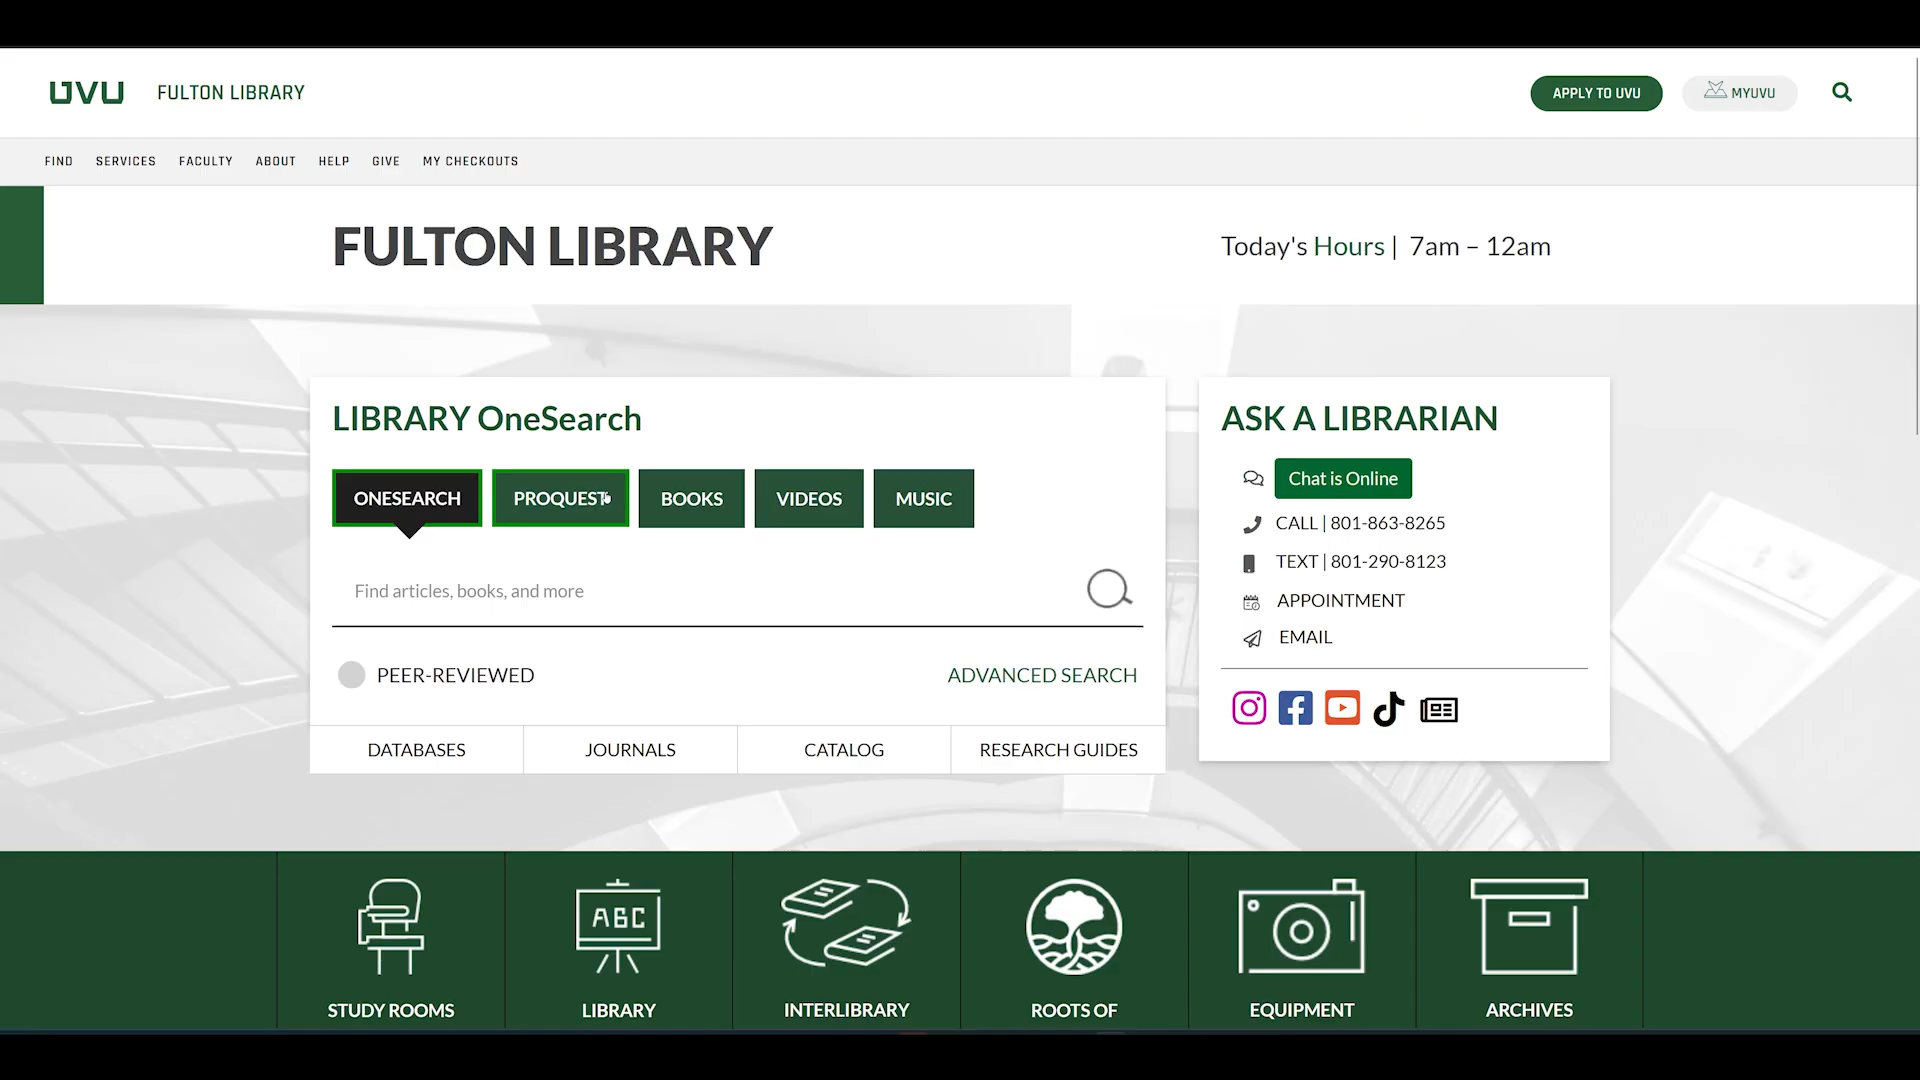 UVU FULTON LIBRARY
APPLY TO UVU
MYUVU
FIND SERVICES FACULTY ABOUT HELP GIVE MY CHECKOUTS
FULTON LIBRARY
Today's Hours | 7am – 12am
LIBRARY OneSearch
ONESEARCH PROQUEST BOOKS VIDEOS MUSIC
Find articles, books, and more
PEER-REVIEWED
ADVANCED SEARCH
DATABASES JOURNALS CATALOG RESEARCH GUIDES
ASK A LIBRARIAN
Chat is Online
CALL | 801-863-8265
TEXT | 801-290-8123
APPOINTMENT
EMAIL
ABC
STUDY ROOMS LIBRARY INTERLIBRARY ROOTS OF EQUIPMENT ARCHIVES